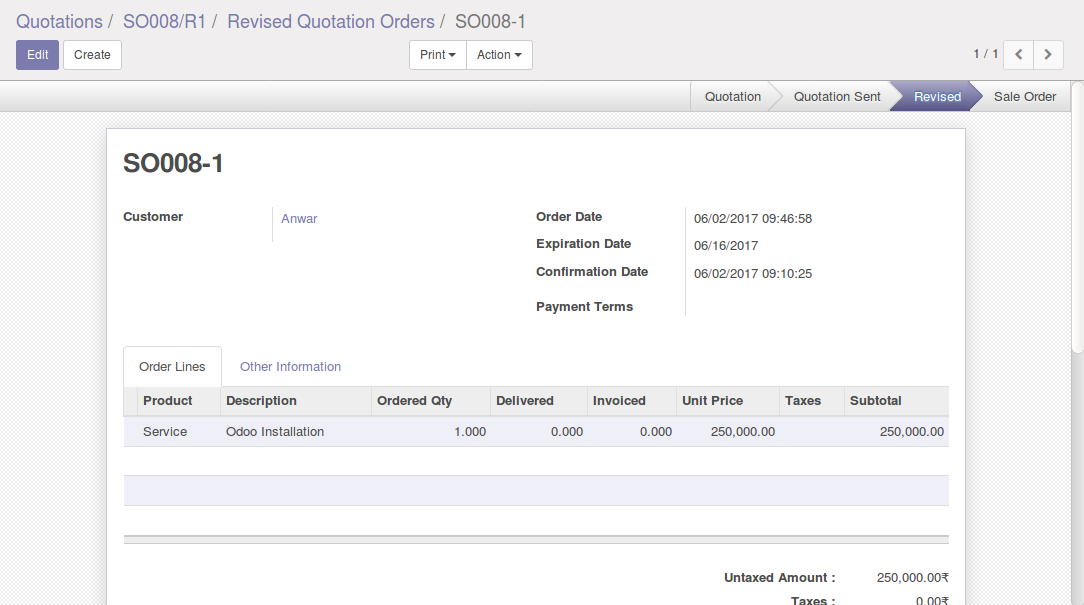 Quotations / SO008/R1 / Revised Quotation Orders / SO008-1
Edit Create Print Action 1 / 1
Quotation Quotation Sent Revised Sale Order
SO008-1
Customer Anwar
Order Date 06/02/2017 09:46:58
Expiration Date 06/16/2017
Confirmation Date 06/02/2017 09:10:25
Payment Terms
Order Lines Other Information
Product Description Ordered Qty Delivered Invoiced Unit Price Taxes Subtotal
Service Odoo Installation 1.000 0.000 0.000 250,000.00 250,000.00
Untaxed Amount : 250,000.00₹
Taxes : 0.00₹